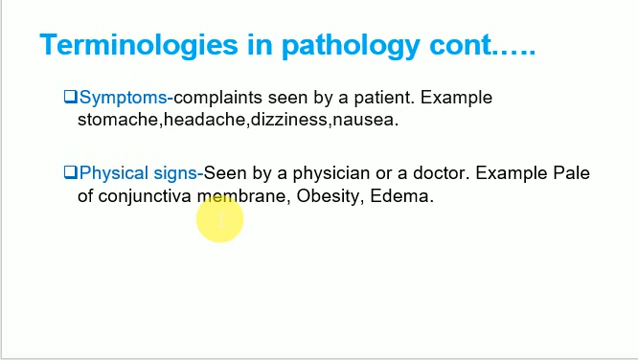 Terminologies in pathology cont.….
❑Symptoms-complaints seen by a patient. Example
stomache,headache,dizziness,nausea.
❑Physical signs-Seen by a physician or a doctor. Example Pale
of conjunctiva membrane, Obesity, Edema.